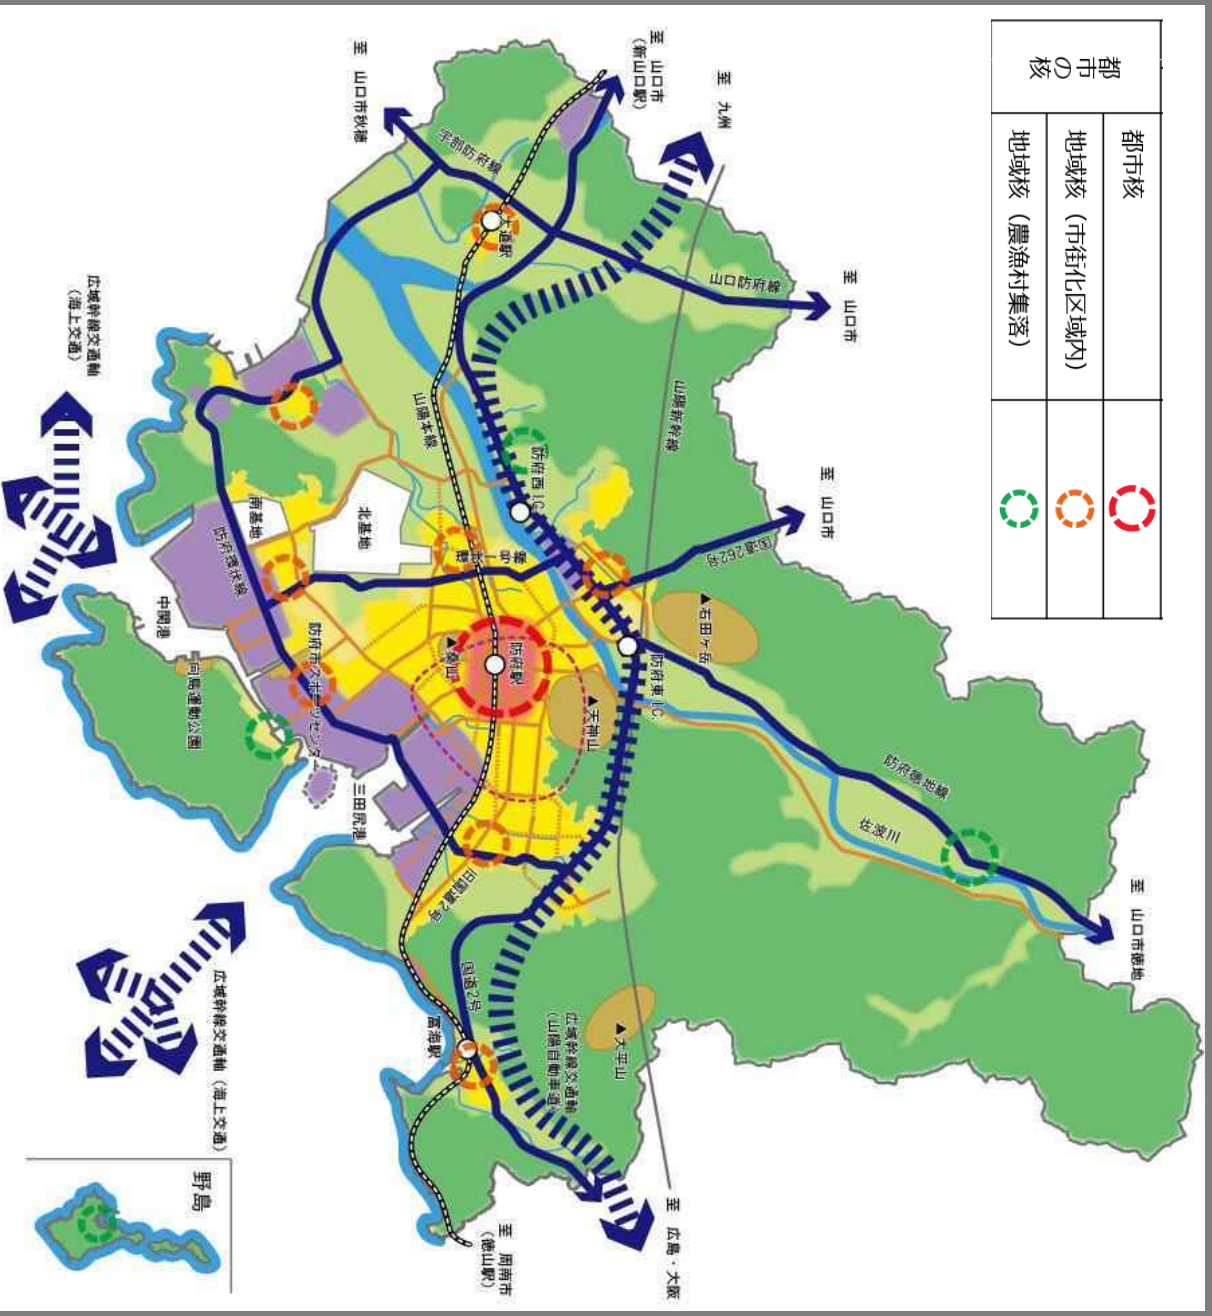 都市の核
都市核
地域核（市街化区域内）
地域核（農漁村集落）
至　山口市
（新山口駅）
至　九州
至　山口市秋穂
宇部防府線
大道駅
山口防府線
至　山口市
山陽新幹線
至　山口市
国道262号
山陽本線
防府西I.C.
広域幹線交通軸
（海上交通）
南基地
北基地
環状一号線
防府環状線
▲右田ヶ岳
防府東I.C.
防府駅
▲桑山
▲天神山
中関港
向島運動公園
防府市スポーツセンター
三田尻港
防府徳地線
佐波川
至　山口市徳地
旧国道2号
国道2号
富海駅
▲大平山
広域幹線交通軸
（山陽自動車道）
広域幹線交通軸（海上交通）
至　広島・大阪
至　周南市
（徳山駅）
野島